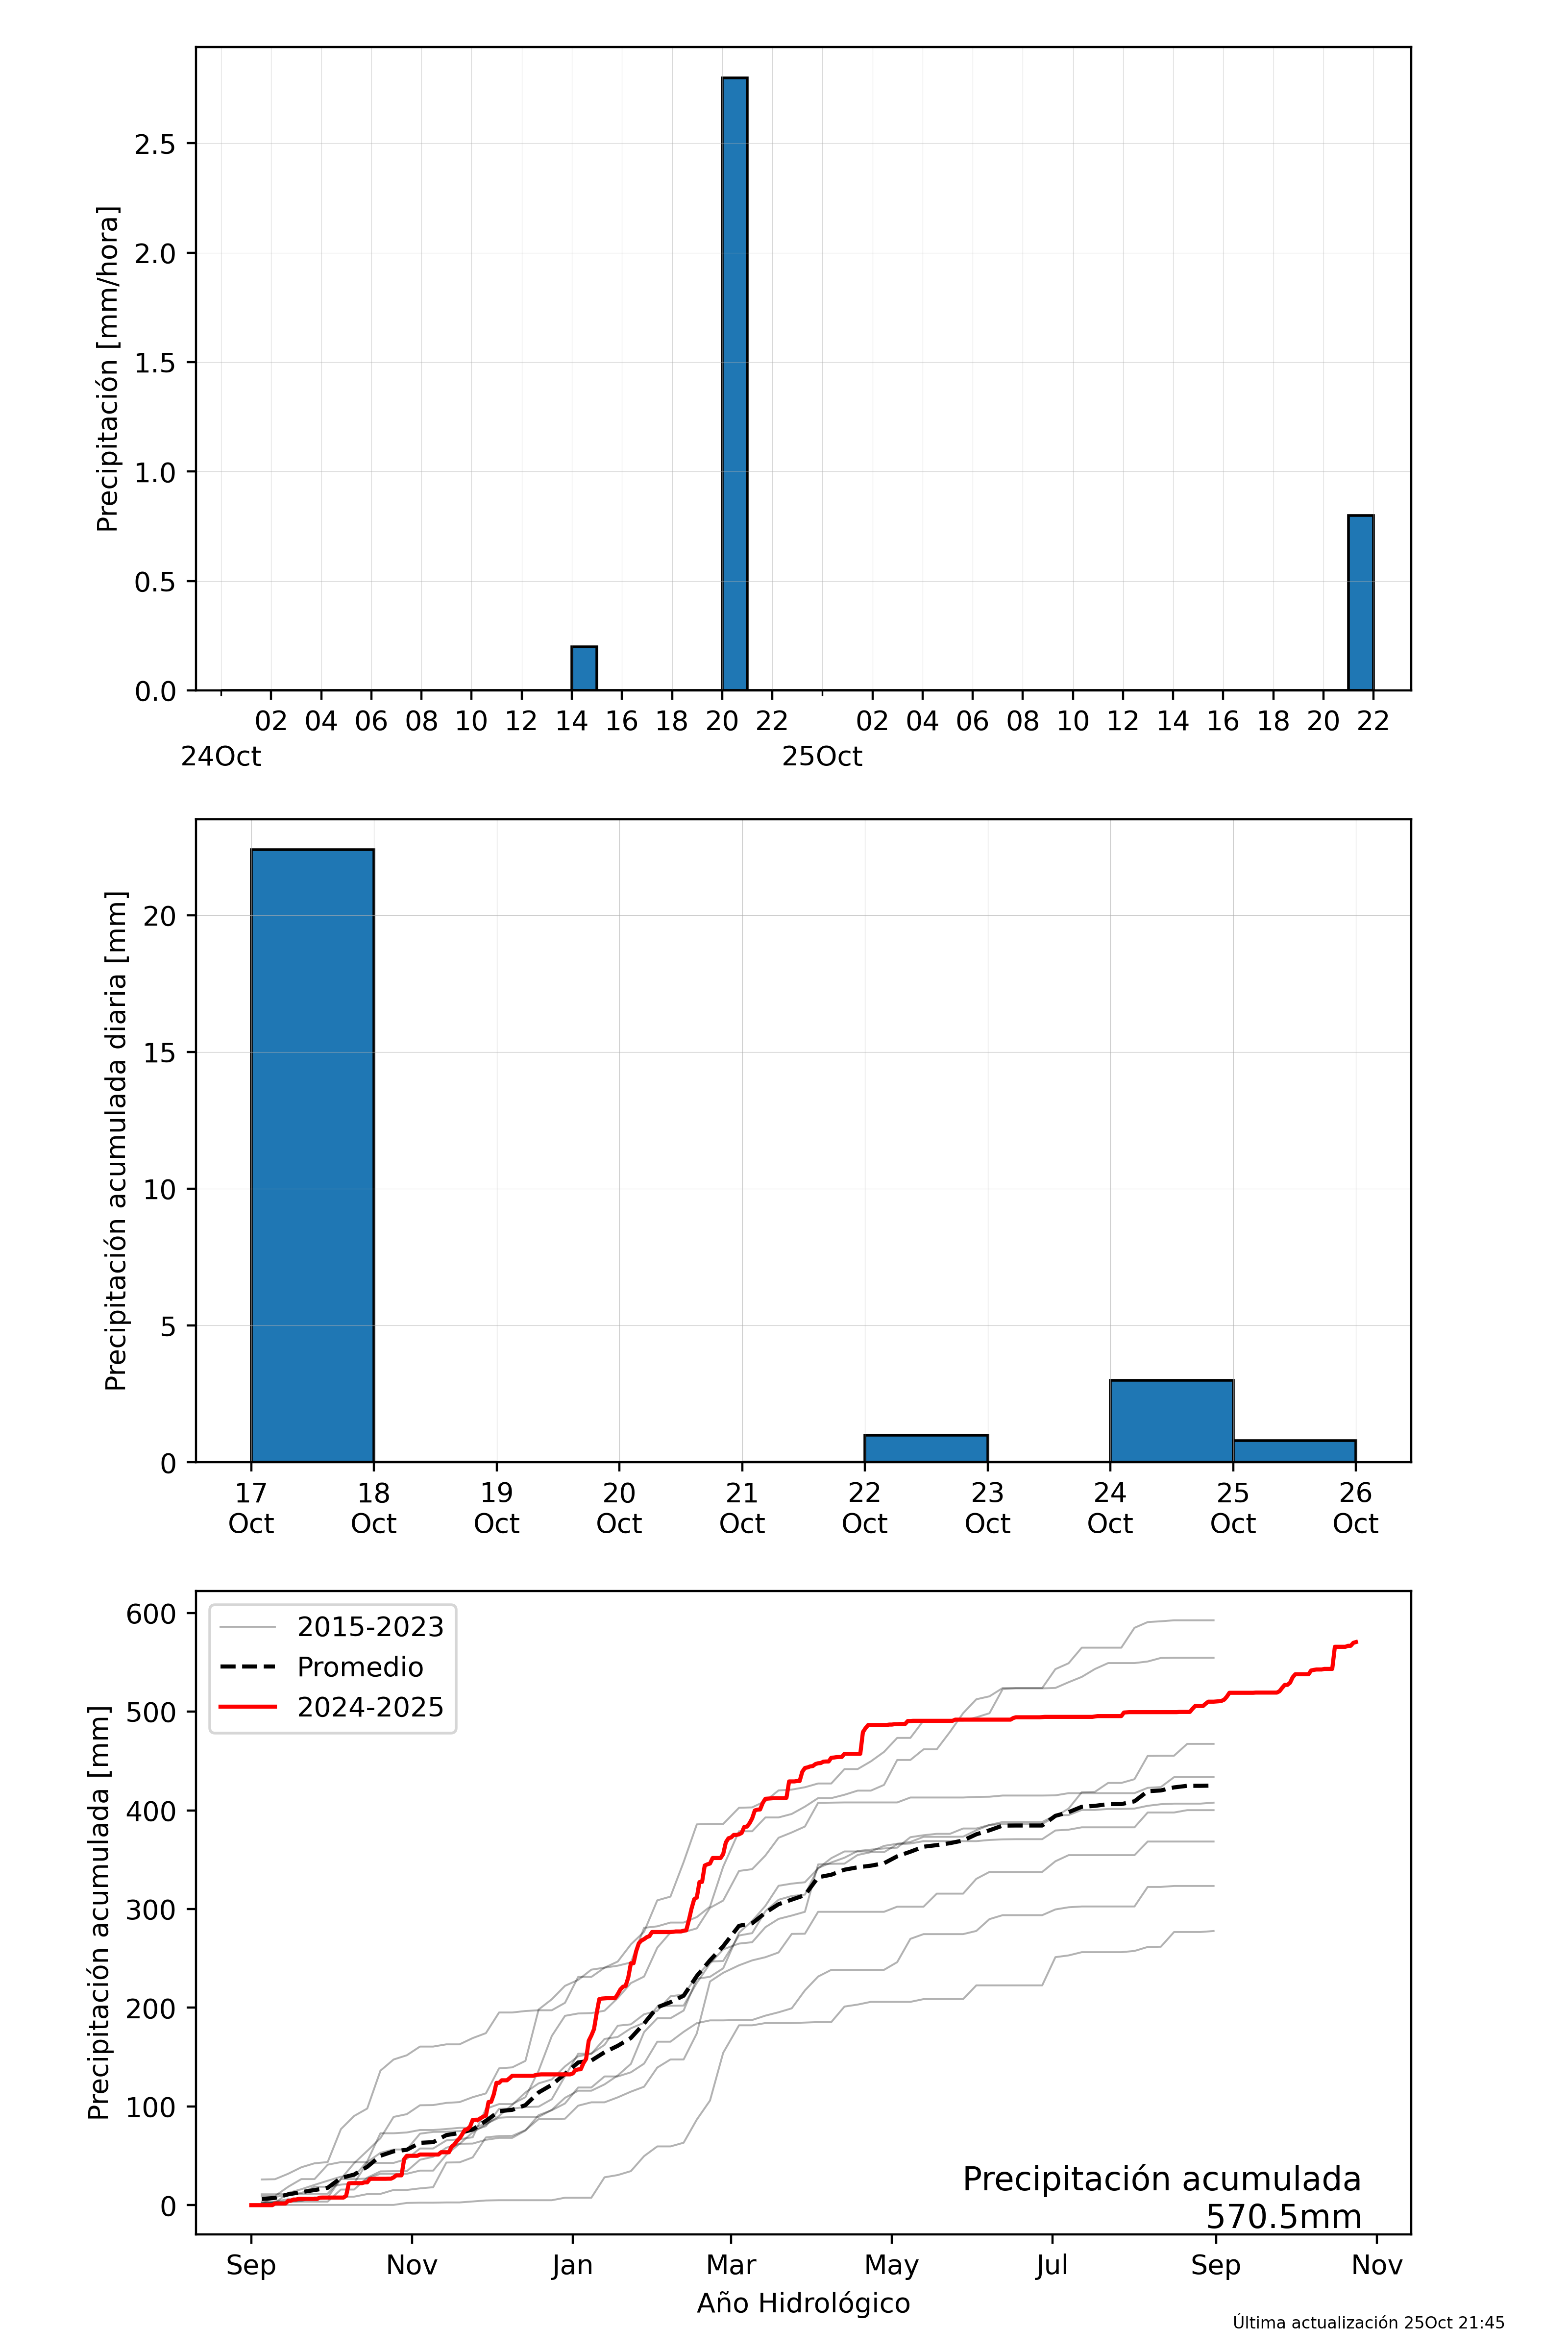 Precipitación [mm/hora]
2.5
2.0
1.5
1.0
0.5
0.0
02 04 06 08 10 12 14 16 18 20 22 02 04 06 08 10 12 14 16 18 20 22
24Oct 25Oct
Precipitación acumulada diaria [mm]
20
15
10
5
0
17 18 19 20 21 22 23 24 25 26
Oct Oct Oct Oct Oct Oct Oct Oct Oct Oct
Precipitación acumulada [mm]
600
500
400
300
200
100
0
2015-2023
Promedio
2024-2025
Precipitación acumulada
570.5mm
Sep Nov Jan Mar May Jul Sep Nov
Año Hidrológico
Última actualización 25Oct 21:45